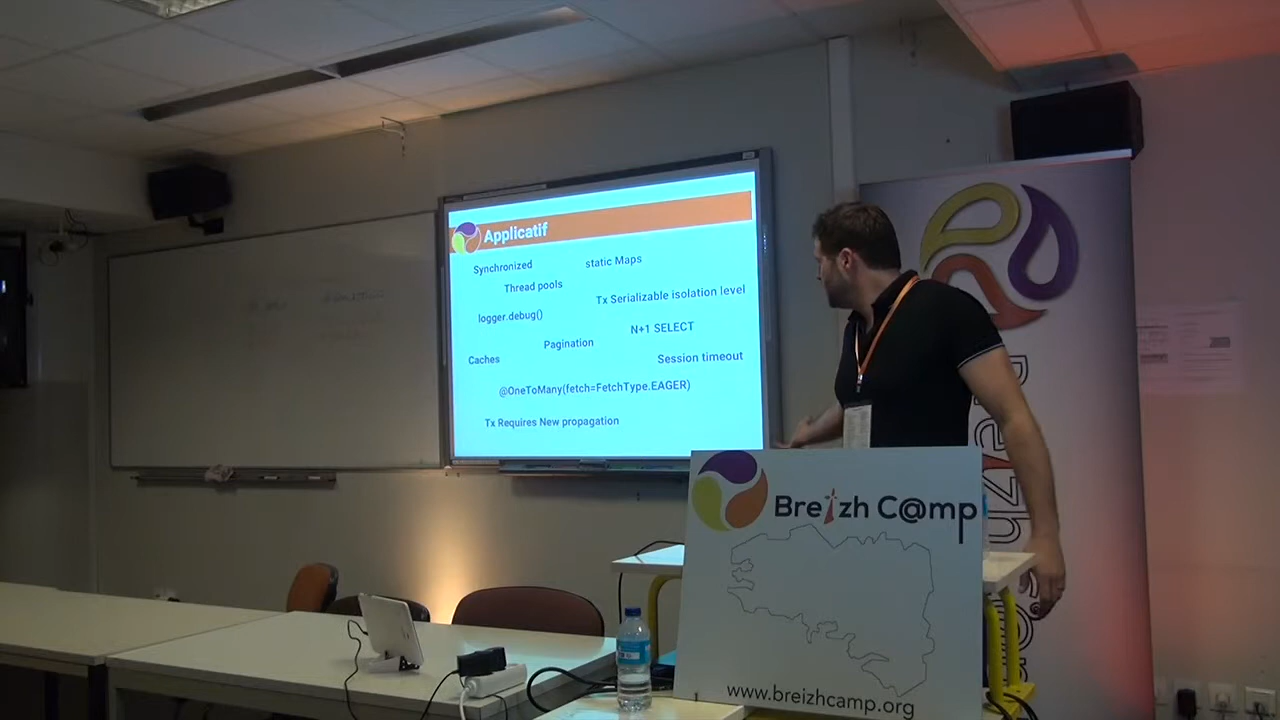 Applicatif
Synchronized
static Maps
Thread pools
Tx Serializable isolation level
logger.debug()
N+1 SELECT
Pagination
Caches
Session timeout
@OneToMany(fetch=FetchType.EAGER)
Tx Requires New propagation
Breizh C@mp
www.breizhcamp.org